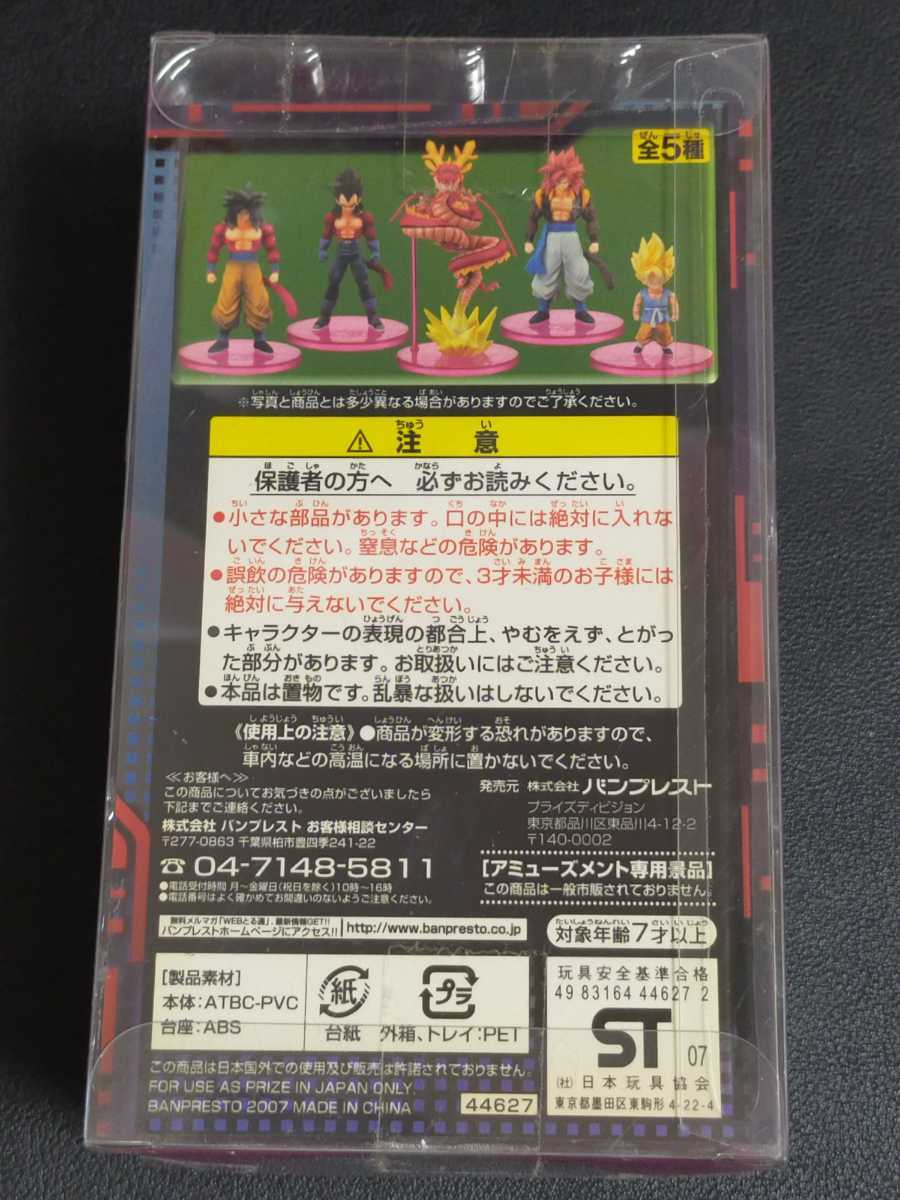 全5種
※写真と商品とは多少異なる場合がありますのでご了承ください。
⚠ 注意
保護者の方へ 必ずお読みください。
●小さな部品があります。口の中には絶対に入れな
いでください。窒息などの危険があります。
●誤飲の危険がありますので、3才未満のお子様には
絶対に与えないでください。
●キャラクターの表現の都合上、やむをえず、とがっ
た部分があります。お取扱いにはご注意ください。
●本品は置物です。乱暴な扱いはしないでください。
《使用上の注意》●商品が変形する恐れがありますので、
車内などの高温になる場所に置かないでください。
≪お客様へ≫
この商品についてお気づきの点がございましたら
下記までご連絡ください。
株式会社 バンプレスト お客様相談センター
〒277-0863 千葉県柏市豊四季241-22
☎04-7148-5811
●電話受付時間 月〜金曜日(祝日を除く)10時〜16時
●電話番号はよく確かめてお間違いのないようご注意ください。
発売元 株式会社 バンプレスト
プライズディビジョン
東京都品川区東品川4-12-2
〒140-0002
【アミューズメント専用景品】
この商品は一般市販されておりません。
無料メルマガ「WEBとる通」、最新情報GET!!
バンプレストホームページにアクセス!!
http://www.banpresto.co.jp
対象年齢7才以上
【製品素材】
本体:ATBC-PVC
台座:ABS
紙
台紙
プラ
外箱、トレイ:PET
玩具安全基準合格
49 83164 44627 2
ST 07
(社)日本玩具協会
東京都墨田区東駒形4-22-4
この商品は日本国外での使用及び販売は許諾されておりません。
FOR USE AS PRIZE IN JAPAN ONLY.
BANPRESTO 2007 MADE IN CHINA
44627